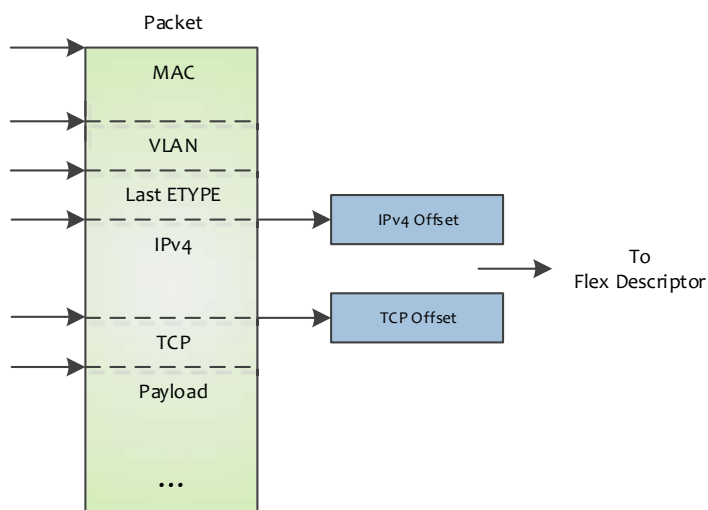 Packet
MAC
VLAN
Last ETYPE
IPv4
TCP
Payload
...
IPv4 Offset
TCP Offset
To
Flex Descriptor